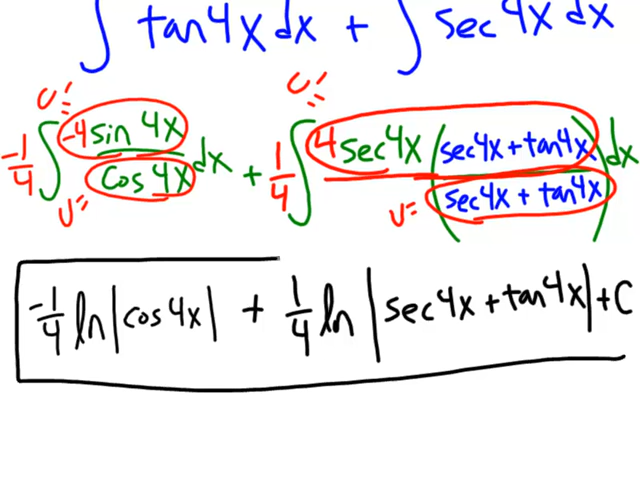 ∫ tan4x dx + ∫ sec4x dx
-1/4 ∫ -4sin 4x / cos 4x dx + 1/4 ∫ 4sec4x (sec4x + tan4x / sec4x + tan4x) dx
u' =
u =
u' =
u =
-1/4 ln|cos 4x| + 1/4 ln |sec4x + tan4x| + C